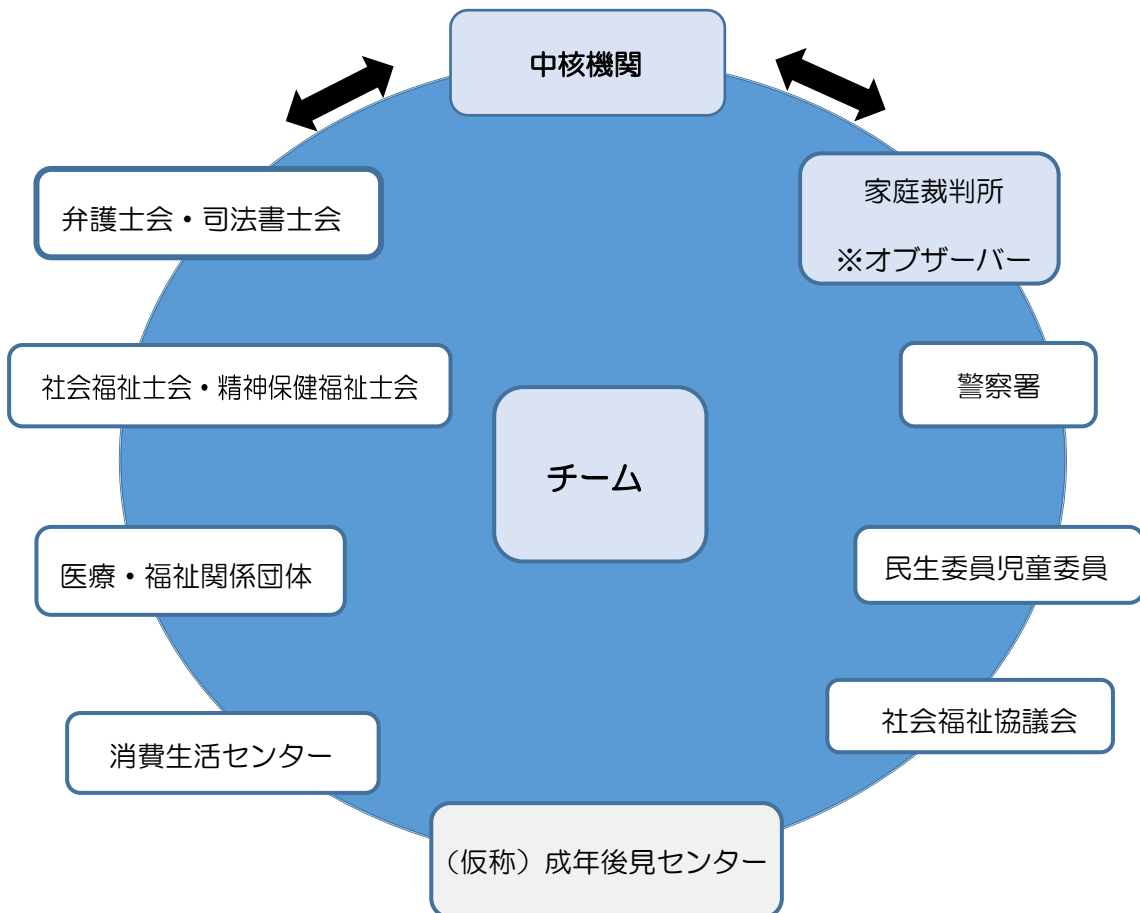 中核機関
弁護士会・司法書士会
家庭裁判所
※オブザーバー
社会福祉士会・精神保健福祉士会
警察署
チーム
医療・福祉関係団体
民生委員児童委員
社会福祉協議会
消費生活センター
（仮称）成年後見センター